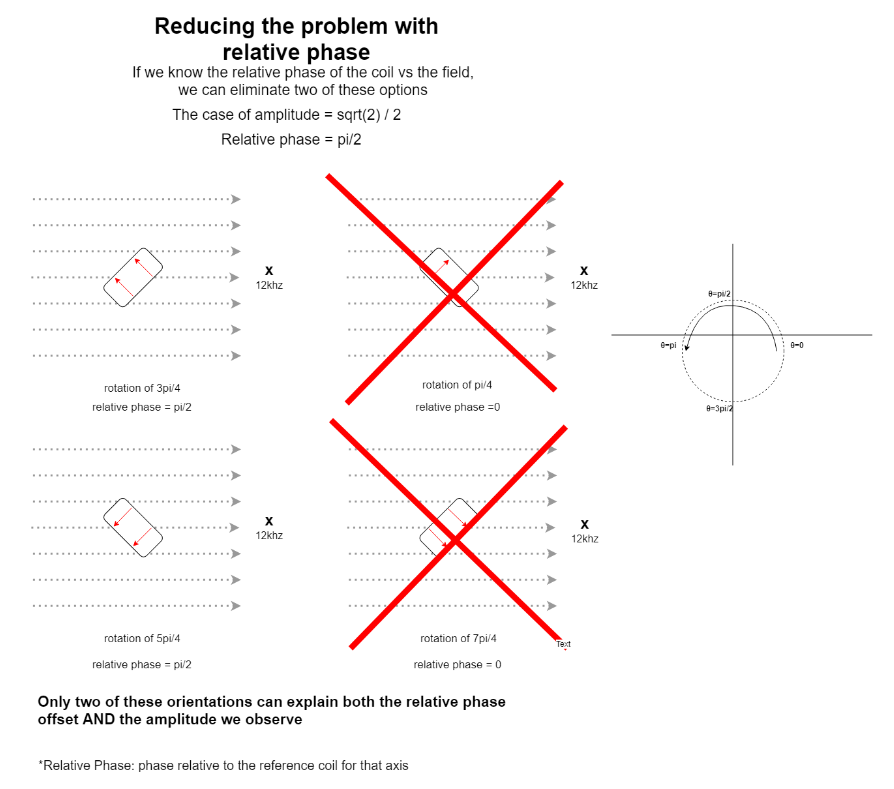 Reducing the problem with
relative phase
If we know the relative phase of the coil vs the field,
we can eliminate two of these options
The case of amplitude = sqrt(2) / 2
Relative phase = pi/2
x
12khz
x
12khz
rotation of 3pi/4
relative phase = pi/2
rotation of pi/4
relative phase =0
θ=pi/2
θ=pi
θ=0
θ=3pi/2
x
12khz
x
12khz
rotation of 5pi/4
relative phase = pi/2
rotation of 7pi/4
relative phase = 0
Text
Only two of these orientations can explain both the relative phase
offset AND the amplitude we observe
*Relative Phase: phase relative to the reference coil for that axis